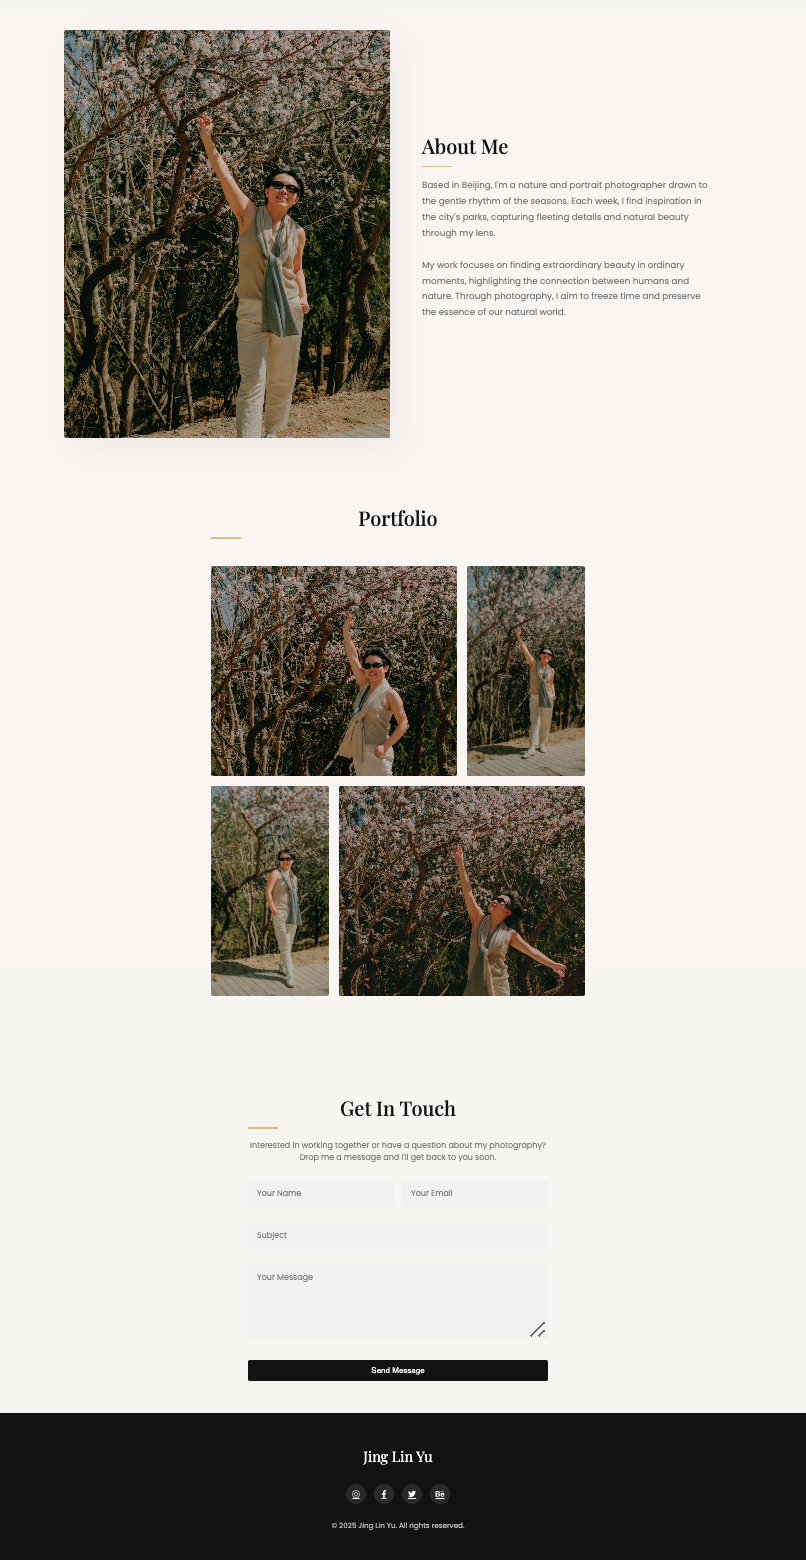 About Me
Based in Beijing, I'm a nature and portrait photographer drawn to
the gentle rhythm of the seasons. Each week, I find inspiration in
the city's parks, capturing fleeting details and natural beauty
through my lens.
My work focuses on finding extraordinary beauty in ordinary
moments, highlighting the connection between humans and
nature. Through photography, I aim to freeze time and preserve
the essence of our natural world.
Portfolio
Get In Touch
Interested in working together or have a question about my photography?
Drop me a message and I'll get back to you soon.
Your Name
Your Email
Subject
Your Message
Send Message
Jing Lin Yu
Bē
© 2025 Jing Lin Yu. All rights reserved.